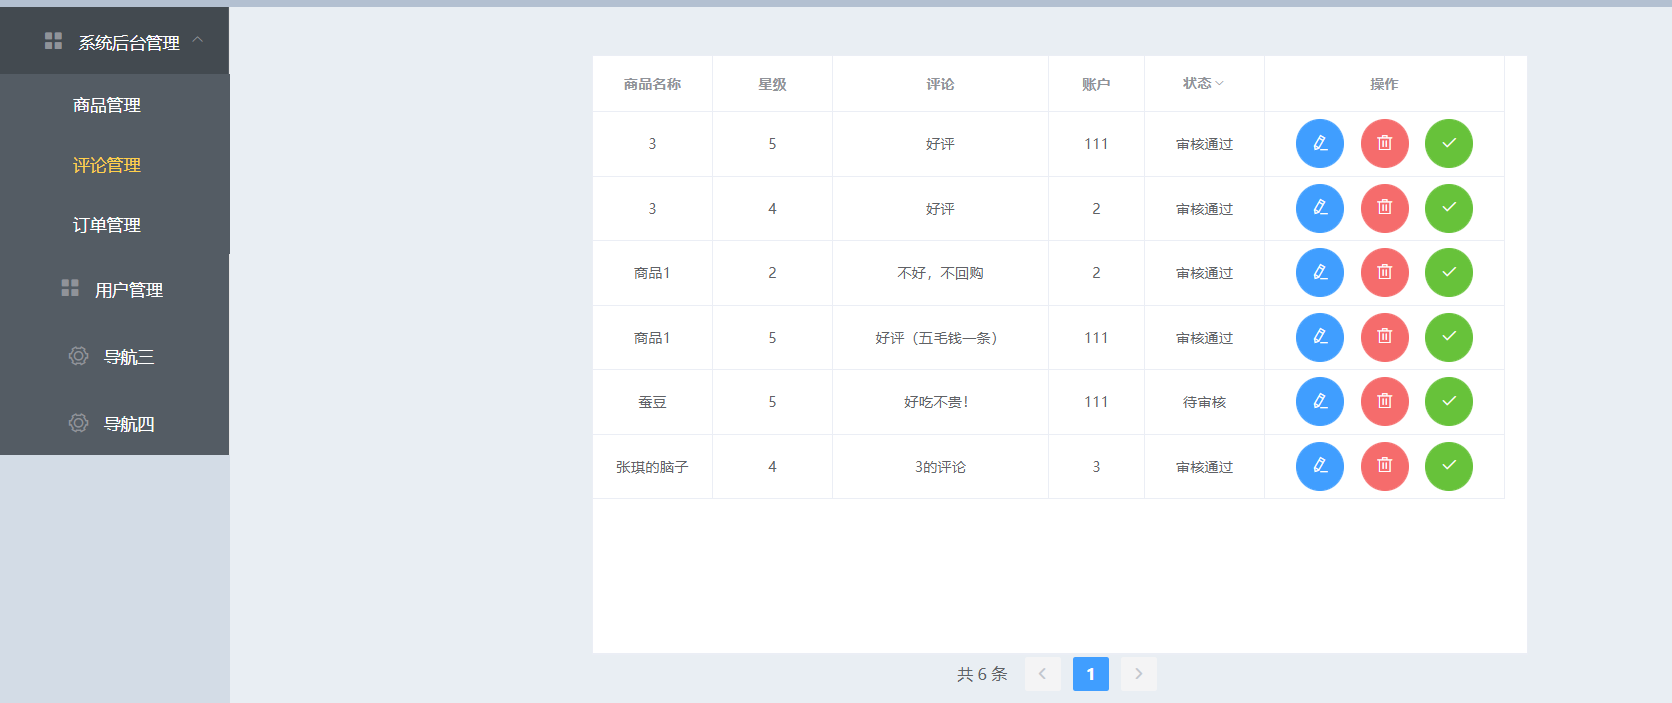 系统后台管理
商品管理
评论管理
订单管理
用户管理
导航三
导航四
商品名称 星级 评论 账户 状态 操作
3 5 好评 111 审核通过
3 4 好评 2 审核通过
商品1 2 不好，不回购 2 审核通过
商品1 5 好评（五毛钱一条） 111 审核通过
蚕豆 5 好吃不贵！ 111 待审核
张琪的脑子 4 3的评论 3 审核通过
共 6 条 1